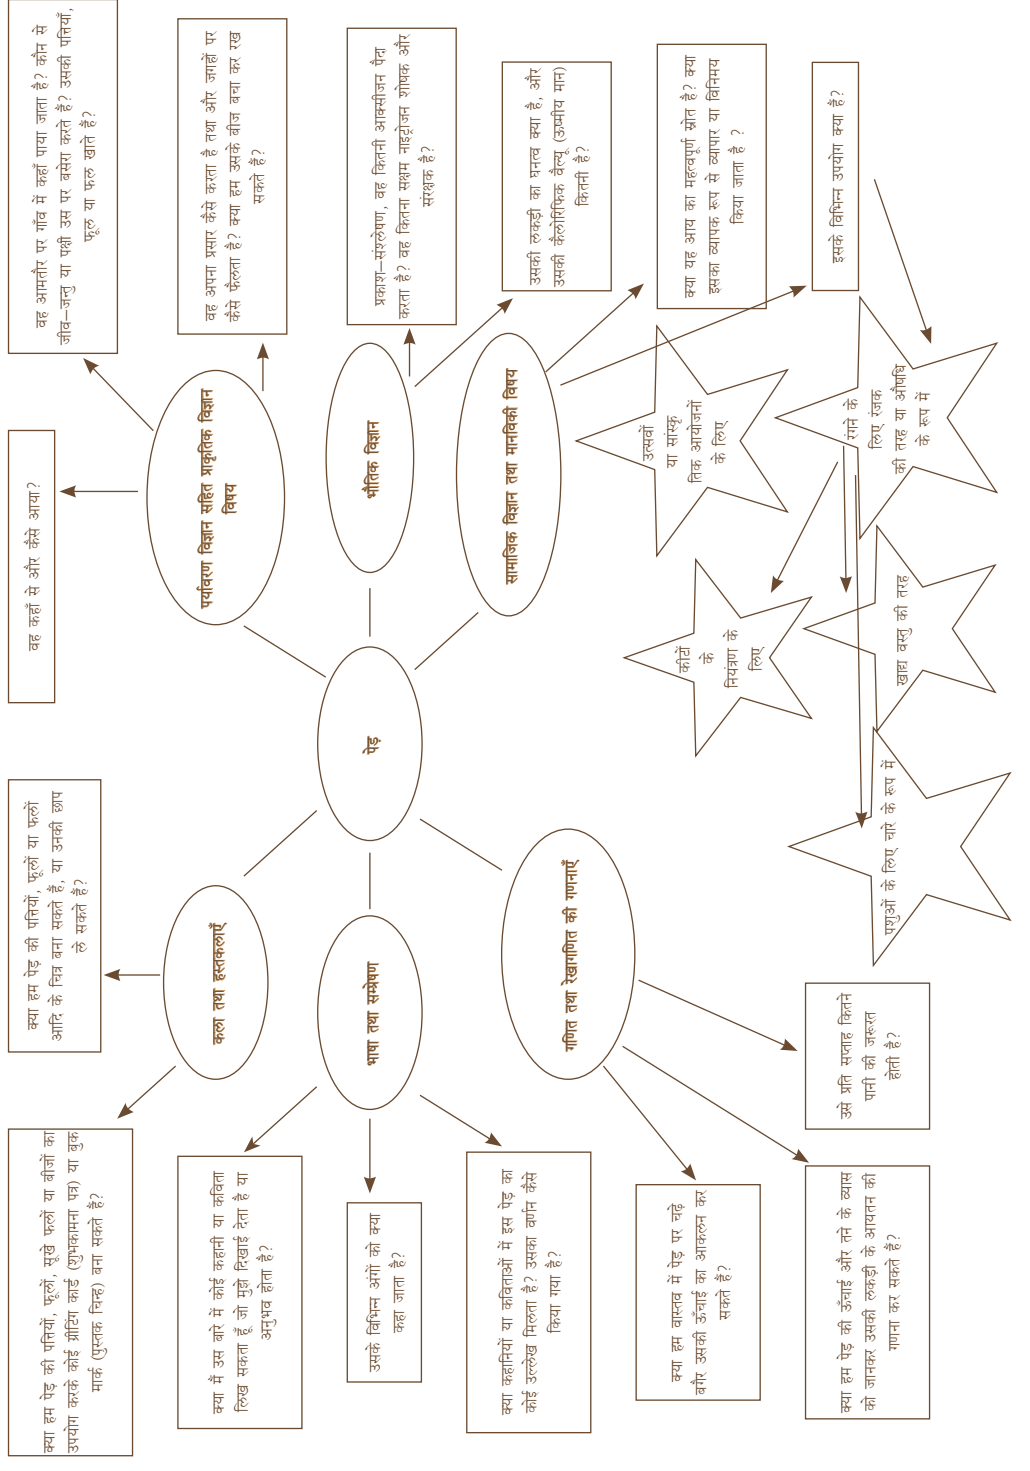 क्या हम पेड़ की पत्तियों, फूलों, सूखे फलों या बीजों का
उपयोग करके कोई ग्रीटिंग कार्ड (शुभकामना पत्र) या बुक
मार्क (पुस्तक चिन्ह) बना सकते हैं?
क्या हम पेड़ की पत्तियों, फूलों या फलों
आदि के चित्र बना सकते हैं, या उनकी छाप
ले सकते हैं?
वह कहाँ से और कैसे आया?
वह आमतौर पर गाँव में कहाँ पाया जाता है? कौन से
जीव–जन्तु या पक्षी उस पर बसेरा करते हैं? उसकी पत्तियाँ,
फूल या फल खाते हैं?
वह अपना प्रसार कैसे करता है तथा और जगहों पर
कैसे फैलता है? क्या हम उसके बीज बचा कर रख
सकते हैं?
कला तथा हस्तकलाएँ
पर्यावरण विज्ञान सहित प्राकृतिक विज्ञान
विषय
क्या मैं उस बारे में कोई कहानी या कविता
लिख सकता हूँ जो मुझे दिखाई देता है या
अनुभव होता है?
उसके विभिन्न अंगों को क्या
कहा जाता है?
भाषा तथा सम्प्रेषण
पेड़
भौतिक विज्ञान
प्रकाश–संश्लेषण, वह कितनी आक्सीजन पैदा
करता है? वह कितना सक्षम नाइट्रोजन शोषक और
संरक्षक है?
क्या कहानियों या कविताओं में इस पेड़ का
कोई उल्लेख मिलता है? उसका वर्णन कैसे
किया गया है?
गणित तथा रेखागणित की गणनाएँ
सामाजिक विज्ञान तथा मानविकी विषय
उसकी लकड़ी का घनत्व क्या है, और
उसकी कैलोरिफिक वैल्यू (ऊष्मीय मान)
कितनी है?
क्या हम वास्तव में पेड़ पर चढ़े
बगैर उसकी ऊँचाई का आकलन कर
सकते हैं?
क्या यह आय का महत्वपूर्ण स्रोत है? क्या
इसका व्यापक रूप से व्यापार या विनिमय
किया जाता है ?
कीटों
के
नियंत्रण के
लिए
उत्सवों
या सांस्कृ
तिक आयोजनों
के लिए
क्या हम पेड़ की ऊँचाई और तने के व्यास
को जानकर उसकी लकड़ी के आयतन की
गणना कर सकते हैं?
उसे प्रति सप्ताह कितने
पानी की जरूरत
होती है?
पशुओं के लिए चारे के रूप में
खाद्य वस्तु की तरह
रंगने के
लिए रंजक
की तरह या औषधि
के रूप में
इसके विभिन्न उपयोग क्या हैं?